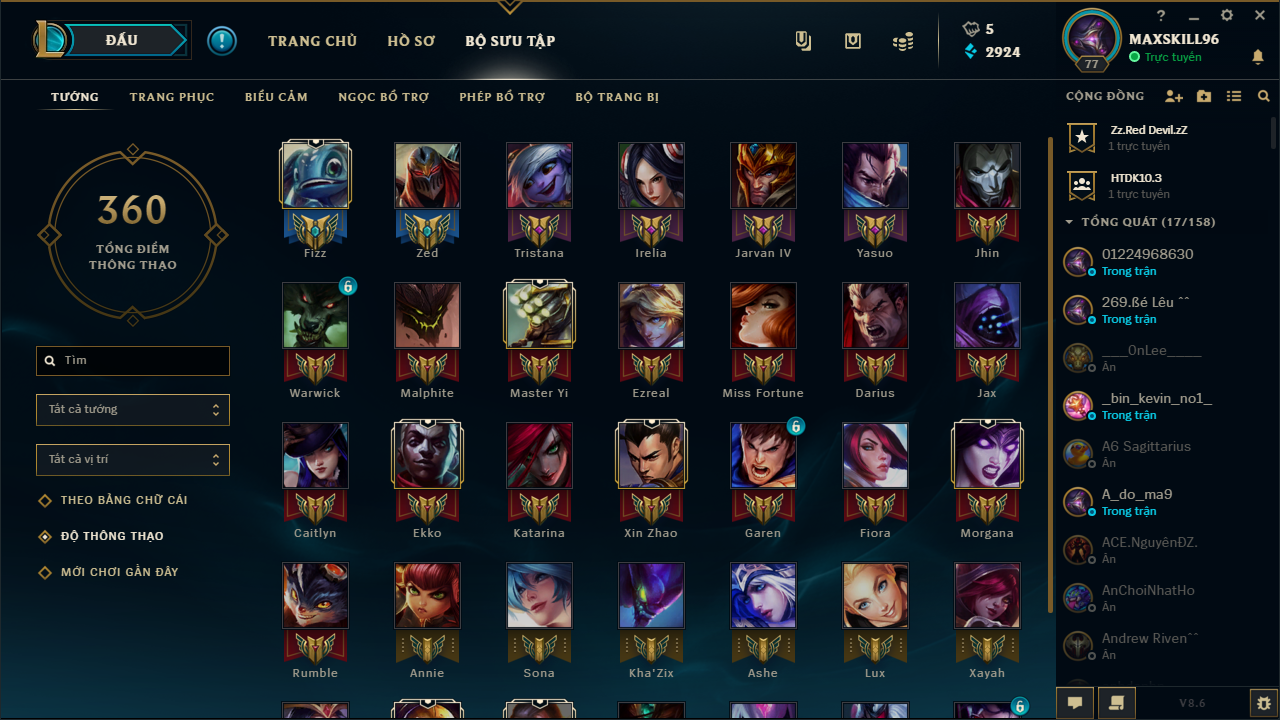 ĐẤU
TRANG CHỦ
HỒ SƠ
BỘ SƯU TẬP
5
2924
77
MAXSKILL96
Trực tuyến
TƯỚNG
TRANG PHỤC
BIỂU CẢM
NGỌC BỔ TRỢ
PHÉP BỔ TRỢ
BỘ TRANG BỊ
360
TỔNG ĐIỂM
THÔNG THẠO
Tìm
Tất cả tướng
Tất cả vị trí
THEO BẢNG CHỮ CÁI
ĐỘ THÔNG THẠO
MỚI CHƠI GẦN ĐÂY
Fizz
Zed
Tristana
Irelia
Jarvan IV
Yasuo
Jhin
6
Warwick
Malphite
Master Yi
Ezreal
Miss Fortune
Darius
Jax
6
Caitlyn
Ekko
Katarina
Xin Zhao
Garen
Fiora
Morgana
Rumble
Annie
Sona
Kha'Zix
Ashe
Lux
Xayah
6
CỘNG ĐỒNG
Zz.Red Devil.zZ
1 trực tuyến
HTDK10.3
1 trực tuyến
TỔNG QUÁT (17/158)
01224968630
Trong trận
269.ßé Lêu ˆˆ
Trong trận
____0nLee_____
Ẩn
_bin_kevin_no1_
Trong trận
A6 Sagittarius
Ẩn
A_do_ma9
Trong trận
ACE.NguyênĐZ.
Ẩn
AnChoiNhatHo
Ẩn
Andrew Rivenˆˆ
Ẩn
V8.6